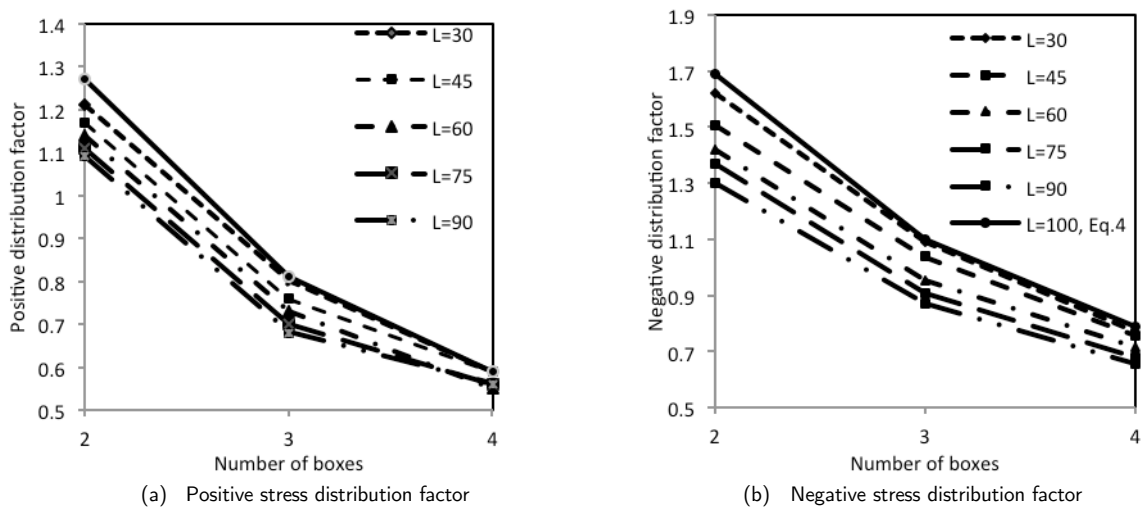 1.4
1.3
1.2
1.1
1
0.9
0.8
0.7
0.6
0.5
Positive distribution factor
2
3
4
Number of boxes
L=30
L=45
L=60
L=75
L=90
(a) Positive stress distribution factor
1.9
1.7
1.5
1.3
1.1
0.9
0.7
0.5
Negative distribution factor
2
3
4
Number of boxes
L=30
L=45
L=60
L=75
L=90
L=100, Eq.4
(b) Negative stress distribution factor